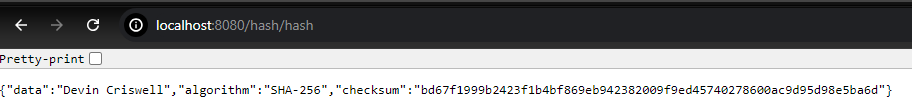 localhost:8080/hash/hash
Pretty-print
{"data":"Devin Criswell","algorithm":"SHA-256","checksum":"bd67f1999b2423f1b4bf869eb942382009f9ed45740278600ac9d95d98e5ba6d"}